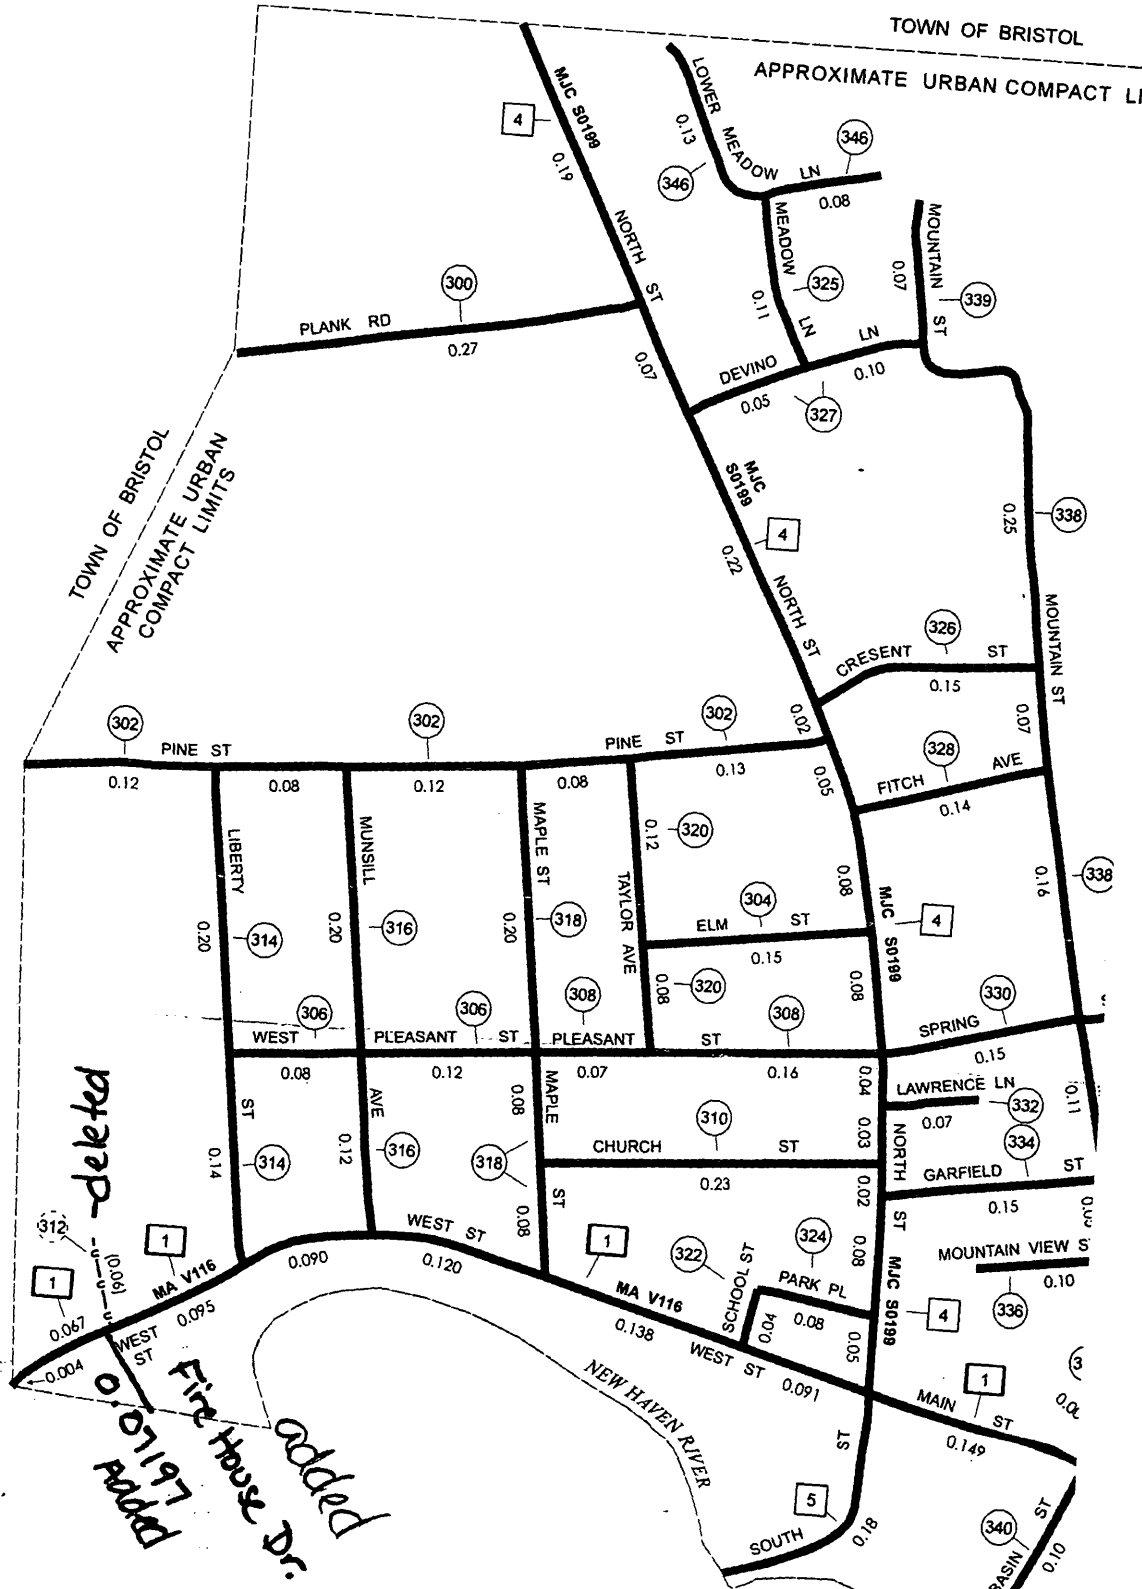 TOWN OF BRISTOL
APPROXIMATE URBAN COMPACT LI
MJC S0199
4
0.19
NORTH ST
LOWER MEADOW LN
0.13
346
346
0.08
MEADOW LN
325
0.11
MOUNTAIN ST
0.07
339
300
PLANK RD
0.27
0.07
DEVINO LN
0.05
0.10
327
TOWN OF BRISTOL
APPROXIMATE URBAN
COMPACT LIMITS
MJC
S0199
4
0.22
NORTH ST
0.25
338
MOUNTAIN ST
326
CRESENT ST
0.15
0.02
0.07
302
302
302
PINE ST
PINE ST
0.12
0.08
0.12
0.08
0.13
0.05
328
FITCH AVE
0.14
LIBERTY
MUNSILL
MAPLE ST
0.12
320
TAYLOR AVE
0.08
MJC S0199
4
0.16
338
304
ELM ST
0.15
0.20
314
0.20
316
0.20
318
320
0.08
0.08
306
306
308
308
WEST PLEASANT ST
PLEASANT ST
0.08
0.12
0.07
0.16
330
SPRING
0.15
S
0.04
LAWRENCE LN
0.07
332
0.11
ST
0.14
314
AVE
0.12
316
0.08
MAPLE
318
ST
0.08
310
CHURCH ST
0.23
0.03
NORTH ST
0.02
334
GARFIELD ST
0.15
deleted
312
(0.06)
1
1
MA V116
0.067
0.095
0.004
WEST
ST
0.090
WEST ST
0.120
1
MA V116
0.138
WEST ST
0.091
322
SCHOOL ST
0.04
324
PARK PL
0.08
0.05
0.08
MJC S0199
4
MOUNTAIN VIEW S
0.10
336
3
MAIN ST
1
0.149
NEW HAVEN RIVER
ST
5
SOUTH
0.18
340
BASIN ST
0.10
Fire House Dr.
added
0.07197
Added